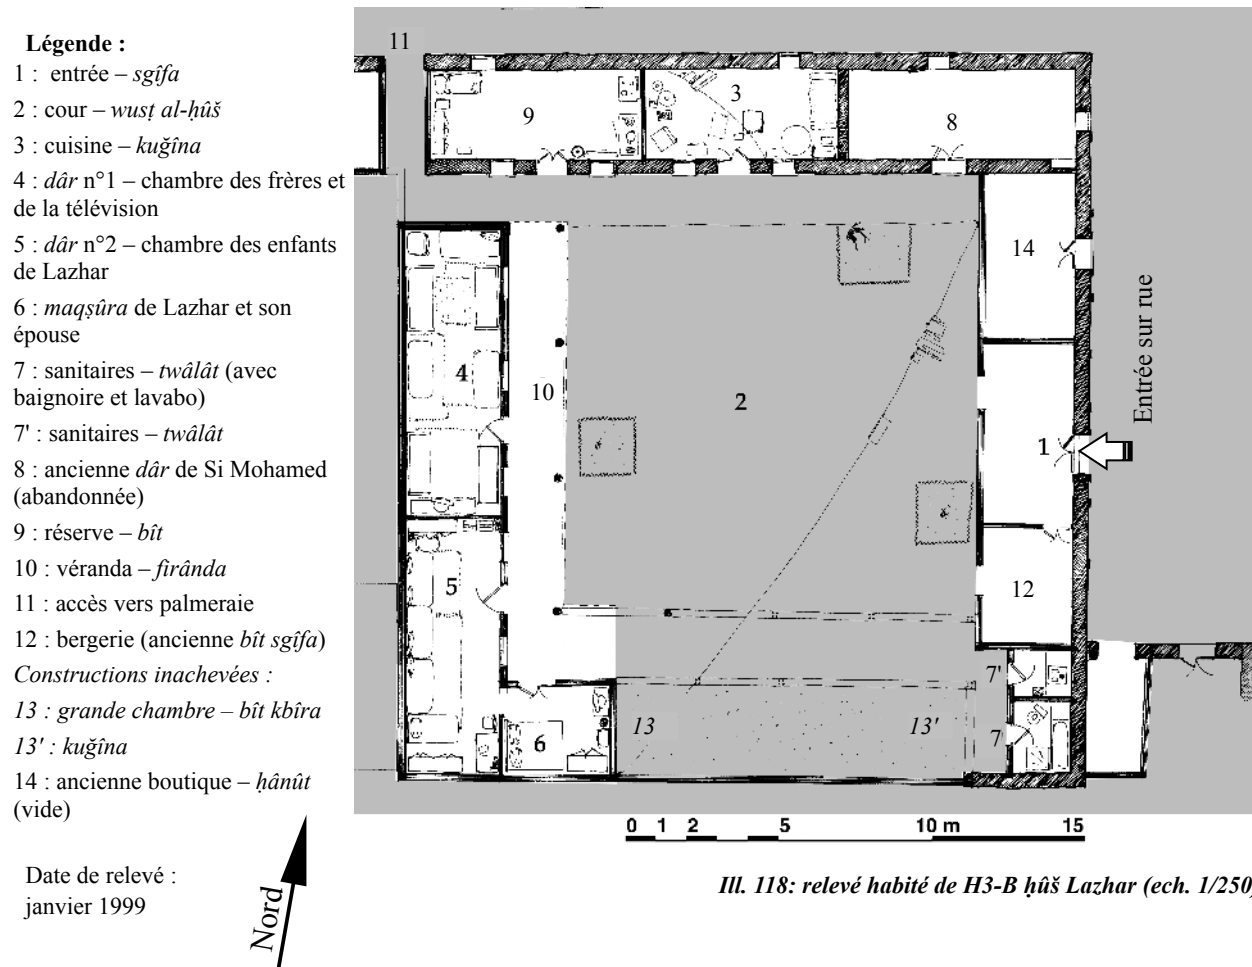 Légende :
1 : entrée – sgîfa
2 : cour – wusṭ al-ḥûš
3 : cuisine – kuǧîna
4 : dâr n°1 – chambre des frères et
de la télévision
5 : dâr n°2 – chambre des enfants
de Lazhar
6 : maqṣûra de Lazhar et son
épouse
7 : sanitaires – twâlât (avec
baignoire et lavabo)
7' : sanitaires – twâlât
8 : ancienne dâr de Si Mohamed
(abandonnée)
9 : réserve – bît
10 : véranda – firânda
11 : accès vers palmeraie
12 : bergerie (ancienne bît sgîfa)
Constructions inachevées :
13 : grande chambre – bît kbîra
13' : kuǧîna
14 : ancienne boutique – ḥânût
(vide)
Date de relevé :
janvier 1999
Nord
11
9
3
8
14
4
10
2
1
Entrée sur rue
5
12
7'
6
13
13'
7
0 1 2 5 10 m 15
Ill. 118: relevé habité de H3-B ḥûš Lazhar (ech. 1/250)